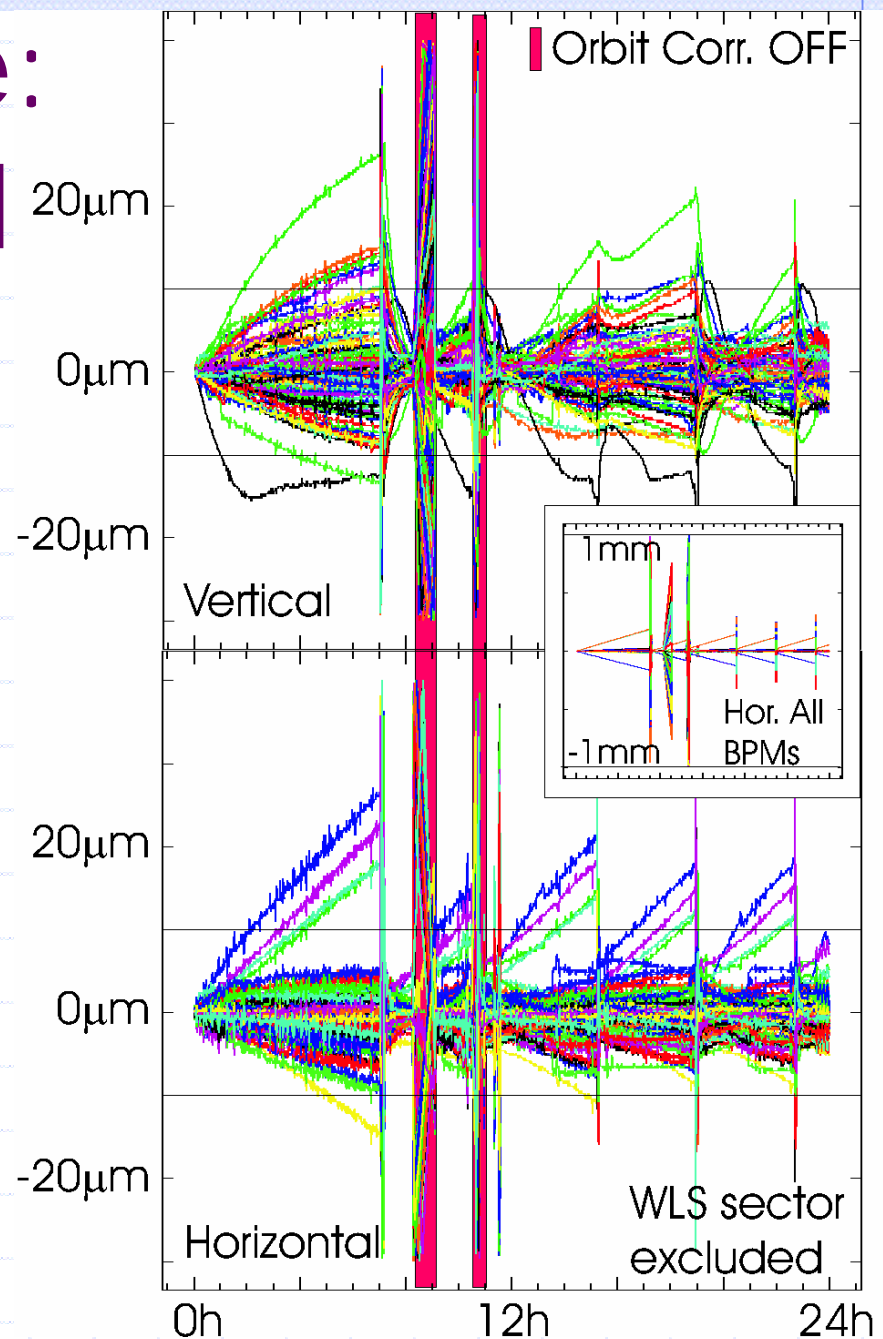 e:
Orbit Corr. OFF
20µm
0µm
-20µm
Vertical
1mm
-1mm
Hor. All
BPMs
20µm
0µm
-20µm
Horizontal
WLS sector
excluded
0h
12h
24h